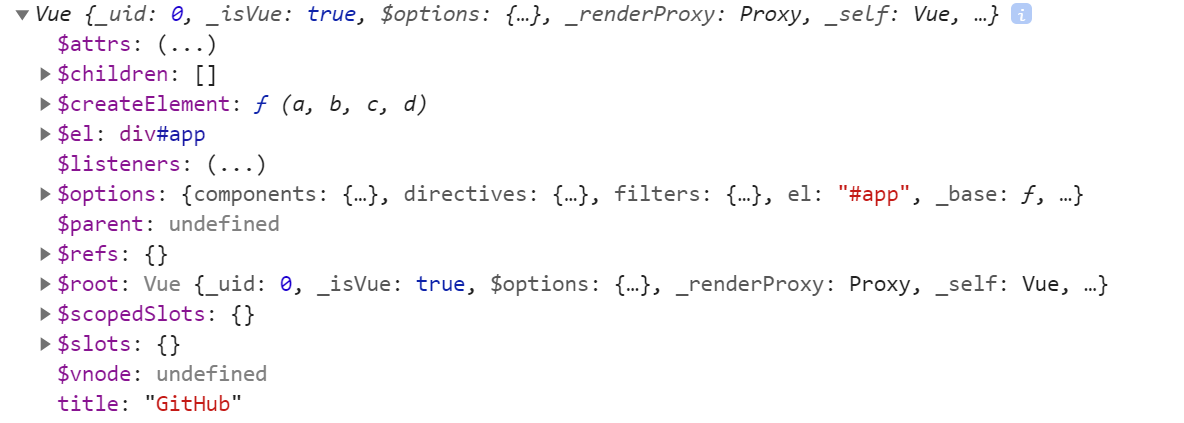 Vue {_uid: 0, _isVue: true, $options: {…}, _renderProxy: Proxy, _self: Vue, …} i
$attrs: (...)
$children: []
$createElement: ƒ (a, b, c, d)
$el: div#app
$listeners: (...)
$options: {components: {…}, directives: {…}, filters: {…}, el: "#app", _base: ƒ, …}
$parent: undefined
$refs: {}
$root: Vue {_uid: 0, _isVue: true, $options: {…}, _renderProxy: Proxy, _self: Vue, …}
$scopedSlots: {}
$slots: {}
$vnode: undefined
title: "GitHub"